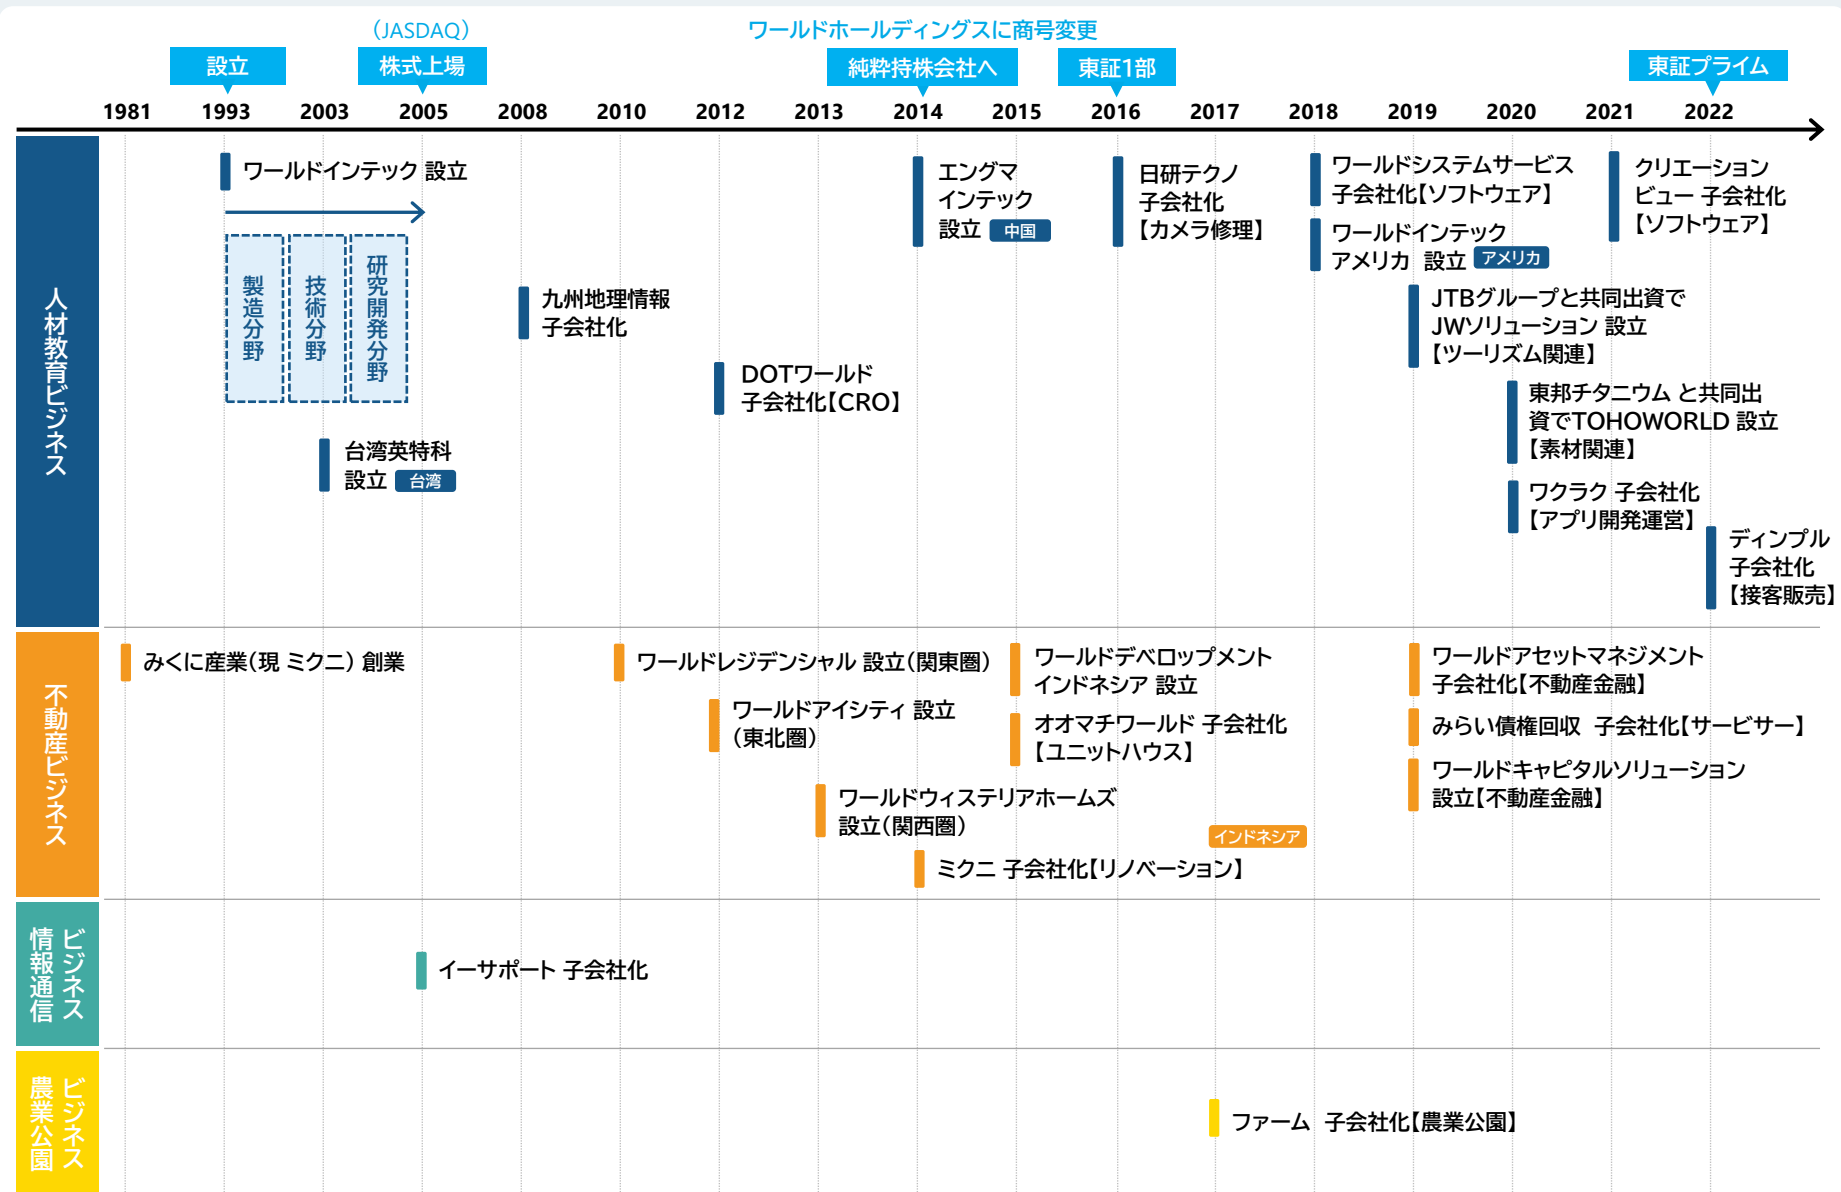 （JASDAQ）
ワールドホールディングスに商号変更
設立
株式上場
純粋持株会社へ
東証1部
東証プライム
1981 1993 2003 2005 2008 2010 2012 2013 2014 2015 2016 2017 2018 2019 2020 2021 2022
人材教育ビジネス
ワールドインテック 設立
製造分野
技術分野
研究開発分野
台湾英特科
設立 台湾
九州地理情報
子会社化
DOTワールド
子会社化【CRO】
エングマ
インテック
設立 中国
日研テクノ
子会社化
【カメラ修理】
ワールドシステムサービス
子会社化【ソフトウェア】
ワールドインテック
アメリカ 設立 アメリカ
JTBグループと共同出資で
JWソリューション 設立
【ツーリズム関連】
東邦チタニウム と共同出
資でTOHOWORLD 設立
【素材関連】
ワクラク 子会社化
【アプリ開発運営】
クリエーション
ビュー 子会社化
【ソフトウェア】
ディンプル
子会社化
【接客販売】
不動産ビジネス
みくに産業（現 ミクニ） 創業
ワールドレジデンシャル 設立（関東圏）
ワールドアイシティ 設立
（東北圏）
ワールドウィステリアホームズ
設立（関西圏）
ミクニ 子会社化【リノベーション】
ワールドデベロップメント
インドネシア 設立
オオマチワールド 子会社化
【ユニットハウス】
インドネシア
ワールドアセットマネジメント
子会社化【不動産金融】
みらい債権回収 子会社化【サービサー】
ワールドキャピタルソリューション
設立【不動産金融】
情報通信
ビジネス
イーサポート 子会社化
農業公園
ビジネス
ファーム 子会社化【農業公園】